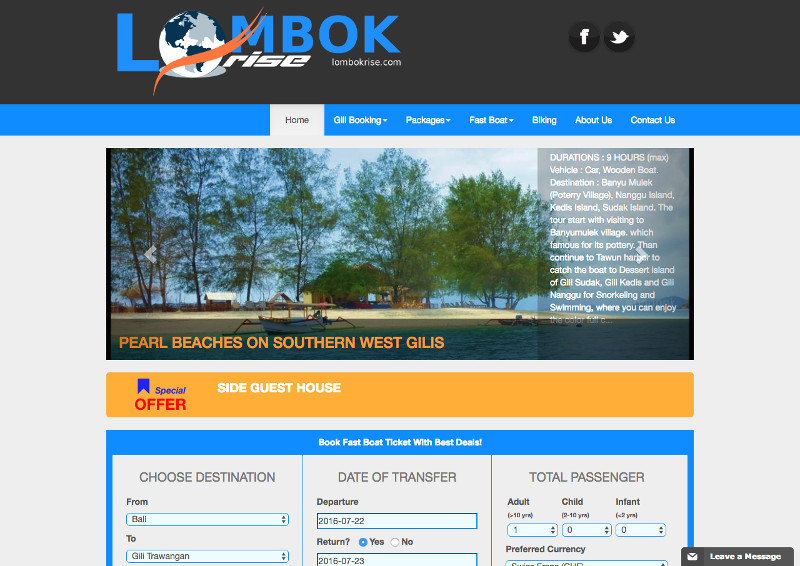 LOMBOK
rise
lombokrise.com
Home
Gili Booking
Packages
Fast Boat
Biking
About Us
Contact Us
DURATIONS : 9 HOURS (max)
Vehicle : Car, Wooden Boat.
Destination : Banyu Mulek
(Poterry Village), Nanggu Island,
Kedis Island, Sudak Island. The
tour start with visiting to
Banyumulek village. which
famous for its pottery. Than
continue to Tawun harbor to
catch the boat to Dessert island
of Gili Sudak, Gili Kedis and Gili
Nanggu for Snorkeling and
Swimming, where you can enjoy
the color full c...
PEARL BEACHES ON SOUTHERN WEST GILIS
Special
OFFER
SIDE GUEST HOUSE
Book Fast Boat Ticket With Best Deals!
CHOOSE DESTINATION
From
Bali
To
Gili Trawangan
DATE OF TRANSFER
Departure
2016-07-22
Return? Yes No
2016-07-23
TOTAL PASSENGER
Adult Child Infant
(>10 yrs) (2-10 yrs) (<2 yrs)
1 0 0
Preferred Currency
Swiss Franc (CHF)
Leave a Message